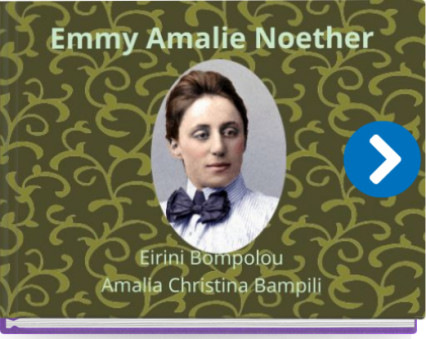 Emmy Amalie Noether
Eirini Bompolou
Amalia Christina Bampili